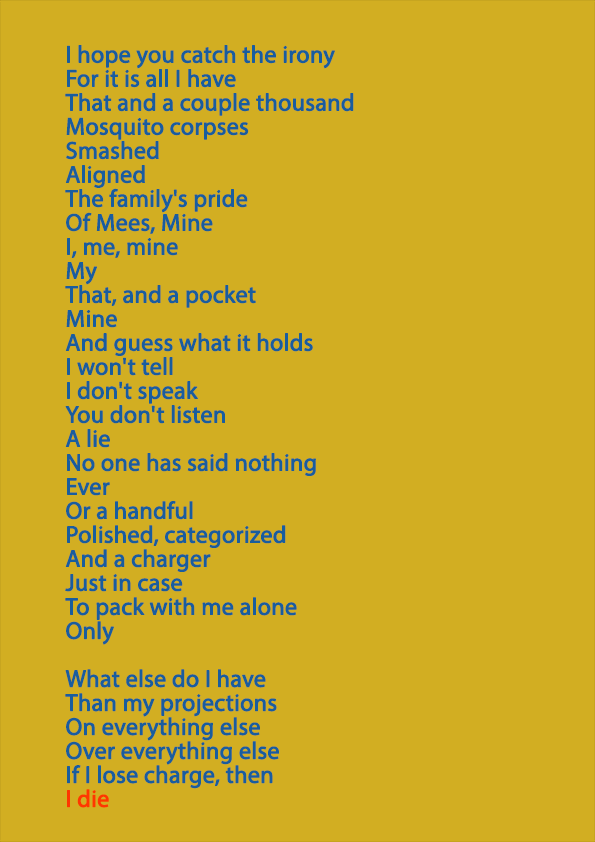 I hope you catch the irony
For it is all I have
That and a couple thousand
Mosquito corpses
Smashed
Aligned
The family's pride
Of Mees, Mine
I, me, mine
My
That, and a pocket
Mine
And guess what it holds
I won't tell
I don't speak
You don't listen
A lie
No one has said nothing
Ever
Or a handful
Polished, categorized
And a charger
Just in case
To pack with me alone
Only

What else do I have
Than my projections
On everything else
Over everything else
If I lose charge, then
I die